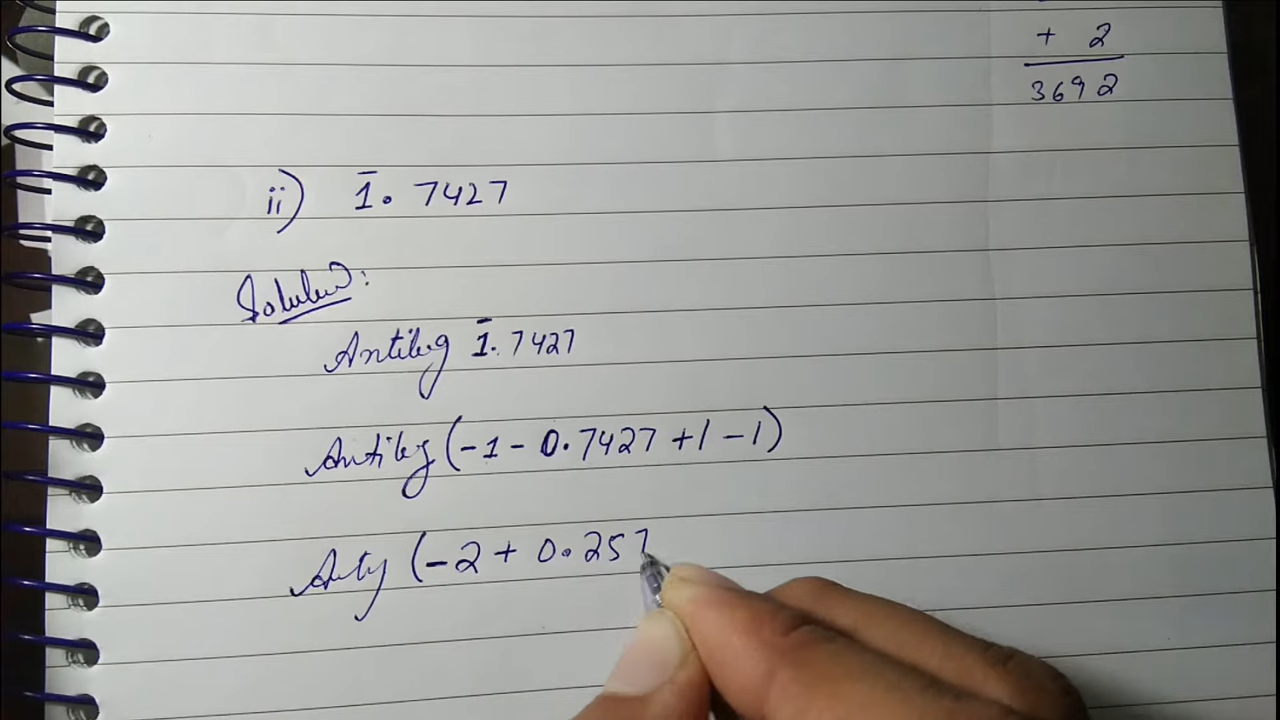 + 2
3692
ii) 1̄. 7427
Solution:
Antilog 1̄. 7427
Antilog (-1 - 0.7427 +1 -1)
Antilog (-2 + 0.257